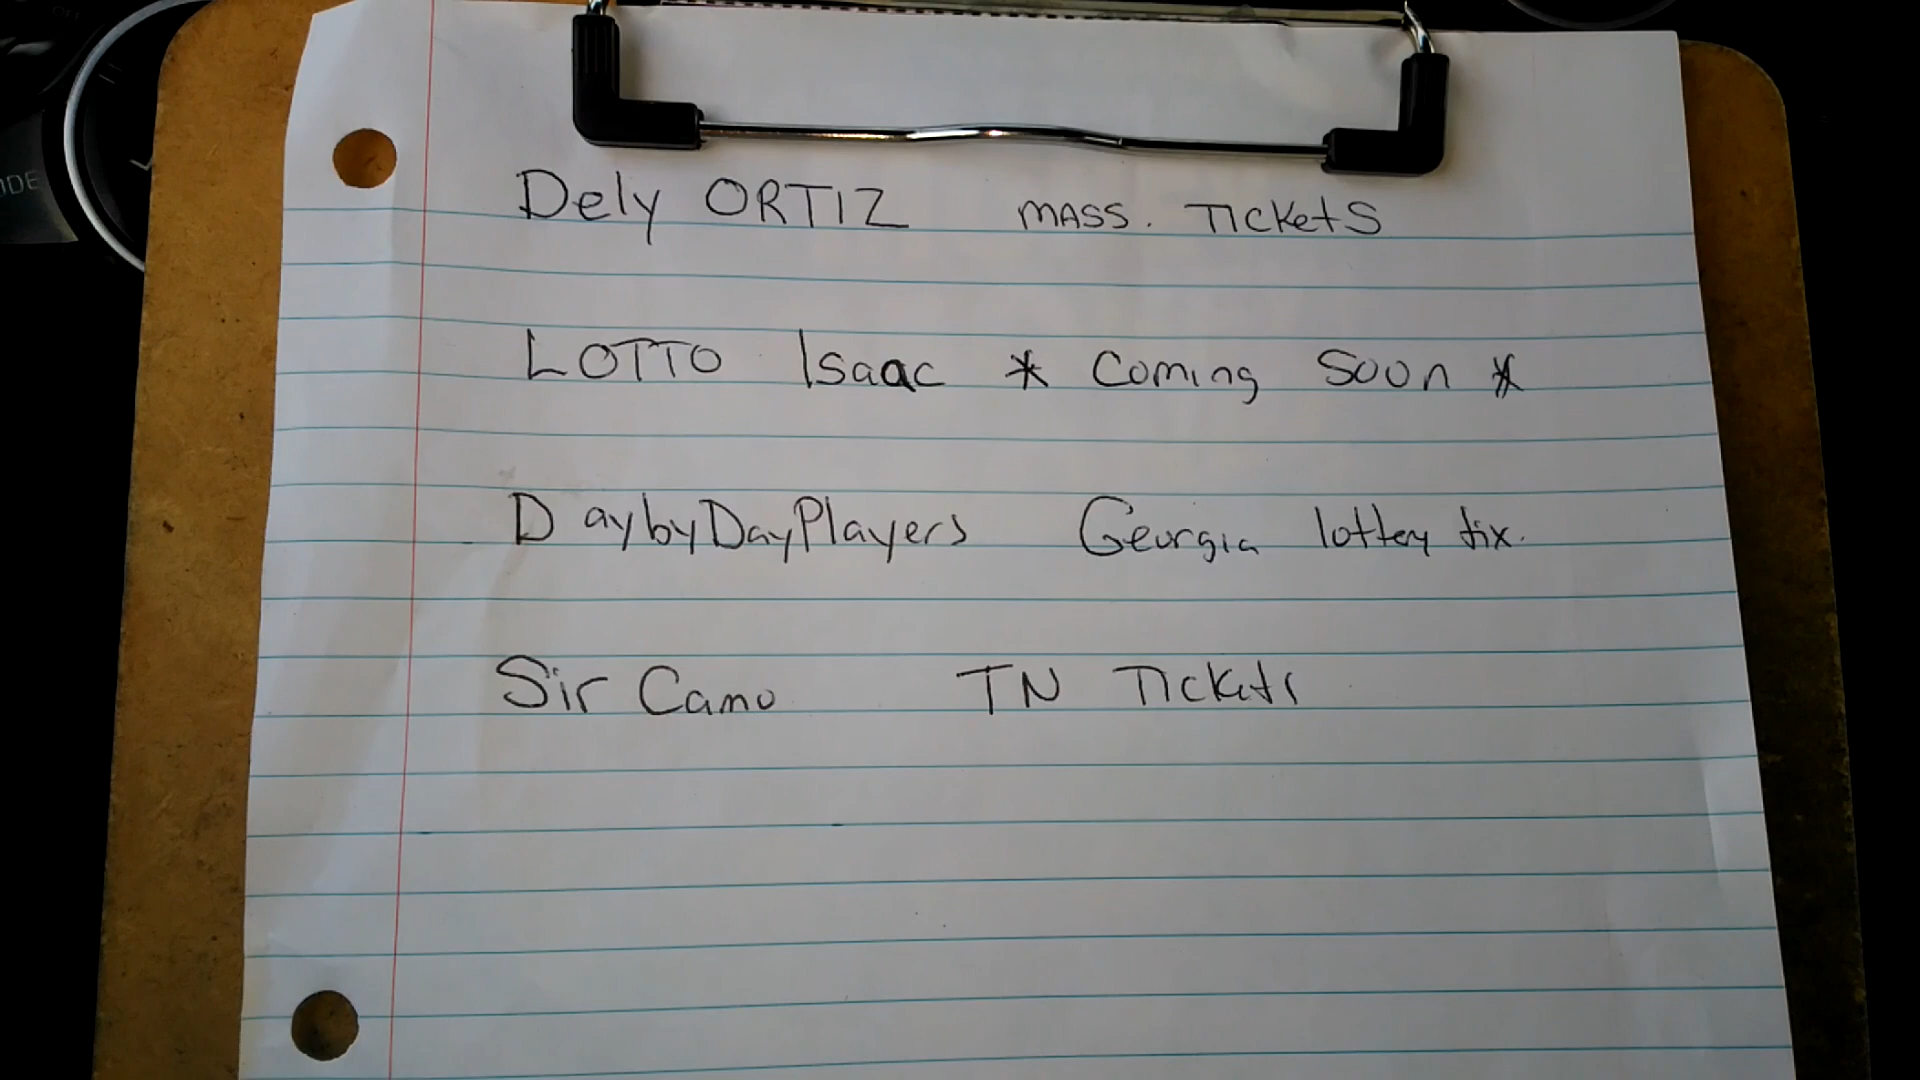 Dely ORTIZ MASS. TICKetS
LOTTO Isaac * Coming Soon *
DaybyDayPlayers Georgia lottery tix.
Sir Camo TN TIckets